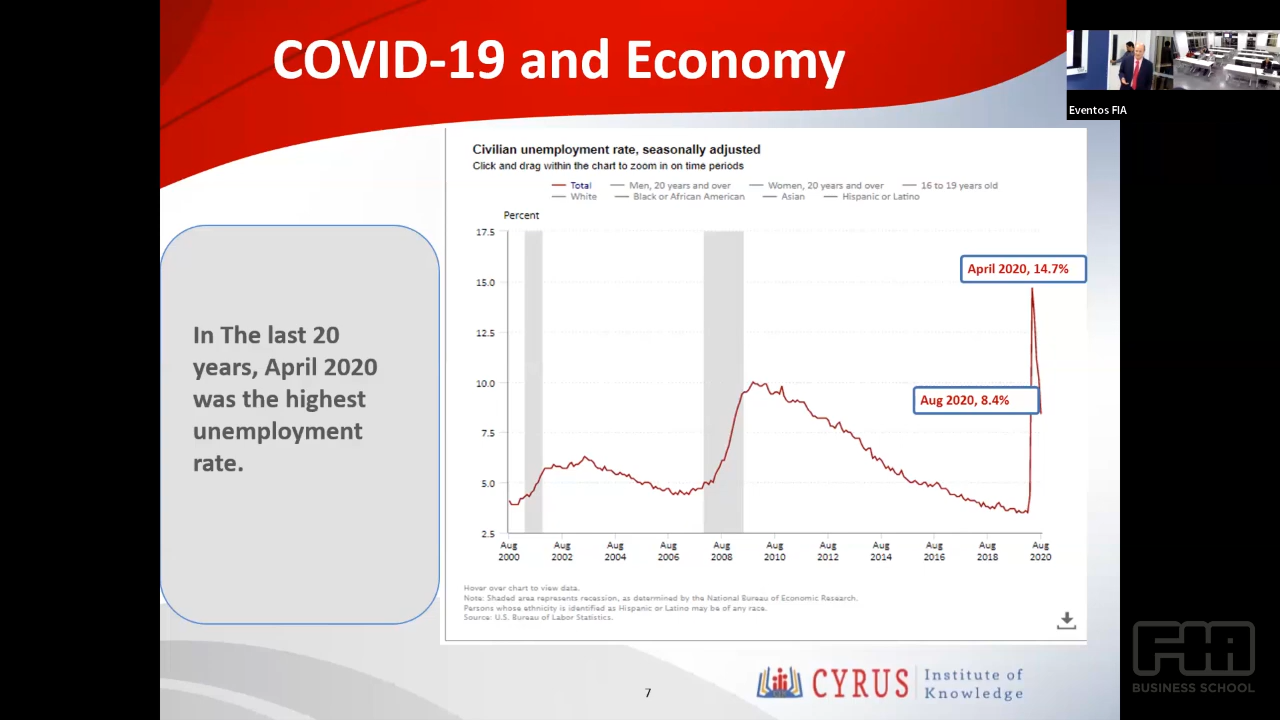 COVID-19 and Economy
Eventos FIA
In The last 20
years, April 2020
was the highest
unemployment
rate.
Civilian unemployment rate, seasonally adjusted
Click and drag within the chart to zoom in on time periods
Total Men, 20 years and over Women, 20 years and over 16 to 19 years old
White Black or African American Asian Hispanic or Latino
Percent
17.5
15.0
12.5
10.0
7.5
5.0
2.5
April 2020, 14.7%
Aug 2020, 8.4%
Aug Aug Aug Aug Aug Aug Aug Aug Aug Aug Aug
2000 2002 2004 2006 2008 2010 2012 2014 2016 2018 2020
Hover over chart to view data.
Note: Shaded area represents recession, as determined by the National Bureau of Economic Research.
Persons whose ethnicity is identified as Hispanic or Latino may be of any race.
Source: U.S. Bureau of Labor Statistics.
7
CYRUS
Institute of
Knowledge
FIA
BUSINESS SCHOOL